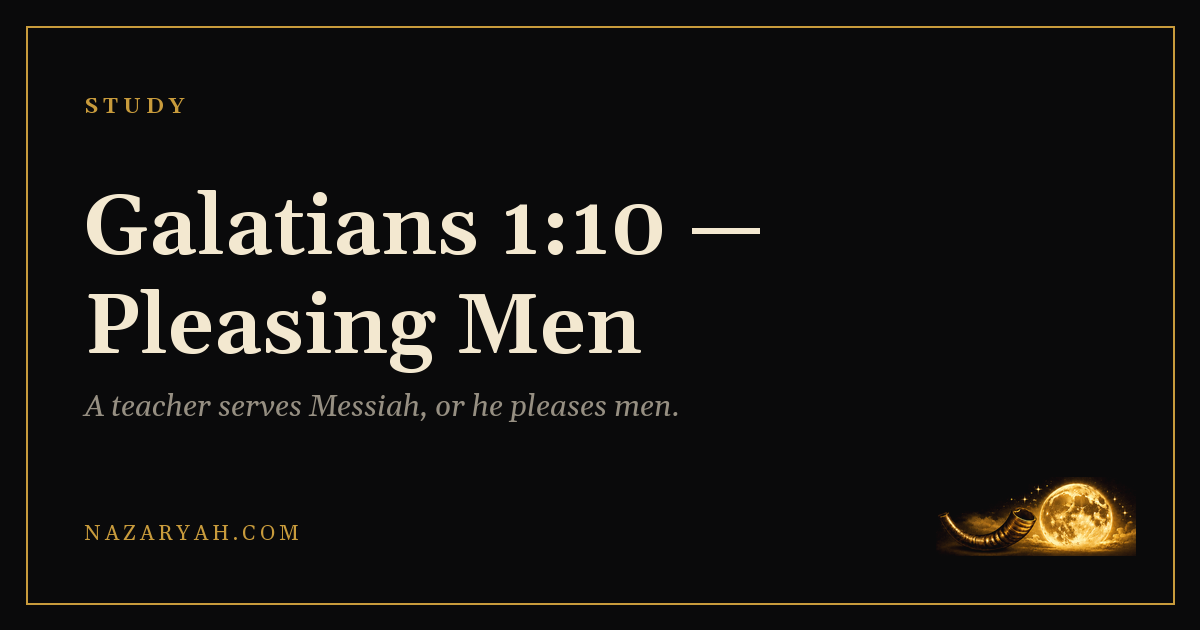 STUDY
Galatians 1:10 —
Pleasing Men
A teacher serves Messiah, or he pleases men.
NAZARYAH.COM